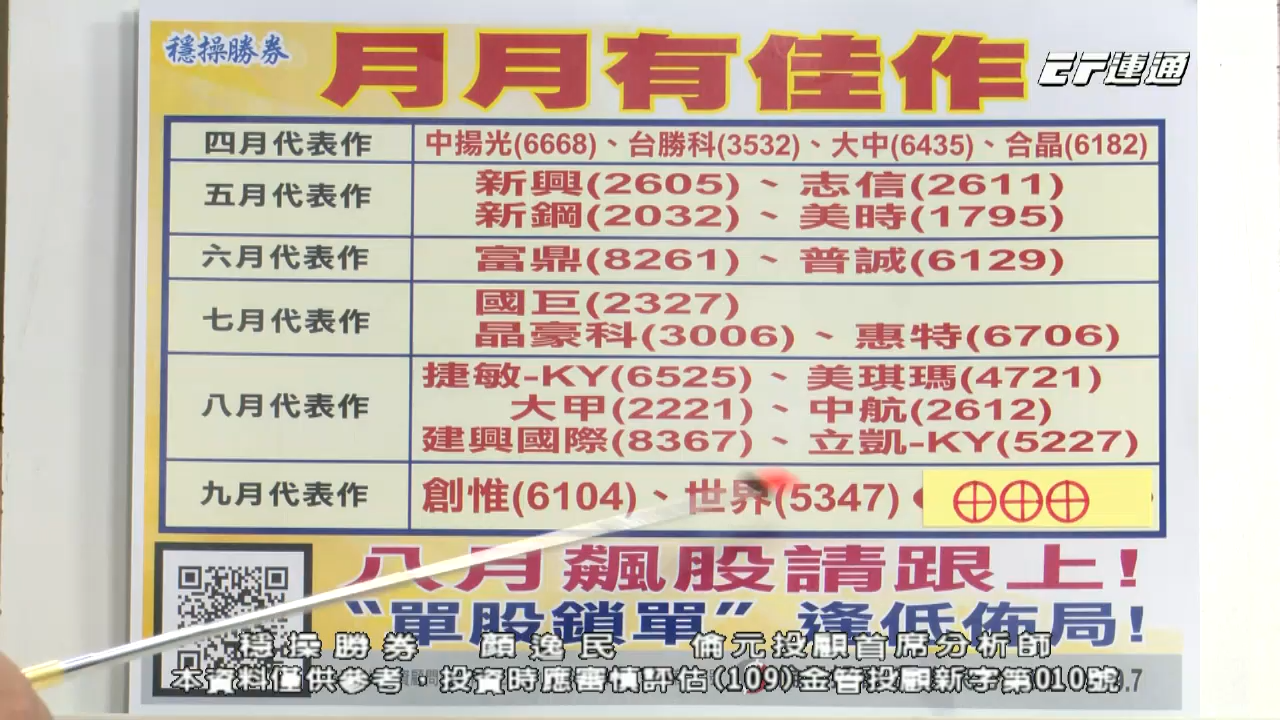 穩操勝券
月月有佳作
CT運通
四月代表作
中揚光(6668)、台勝科(3532)、大中(6435)、合晶(6182)
五月代表作
新興(2605)、志信(2611)
新鋼(2032)、美時(1795)
六月代表作
富鼎(8261)、普誠(6129)
七月代表作
國巨(2327)
晶豪科(3006)、惠特(6706)
八月代表作
捷敏-KY(6525)、美琪瑪(4721)
大甲(2221)、中航(2612)
建興國際(8367)、立凱-KY(5227)
九月代表作
創惟(6104)、世界(5347)
八月飆股請跟上!
“單股鎖單”逢低佈局!
穩操勝券 顏逸民 倫元投顧首席分析師
本資料僅供參考，投資時應審慎評估(109)金管投顧新字第010號